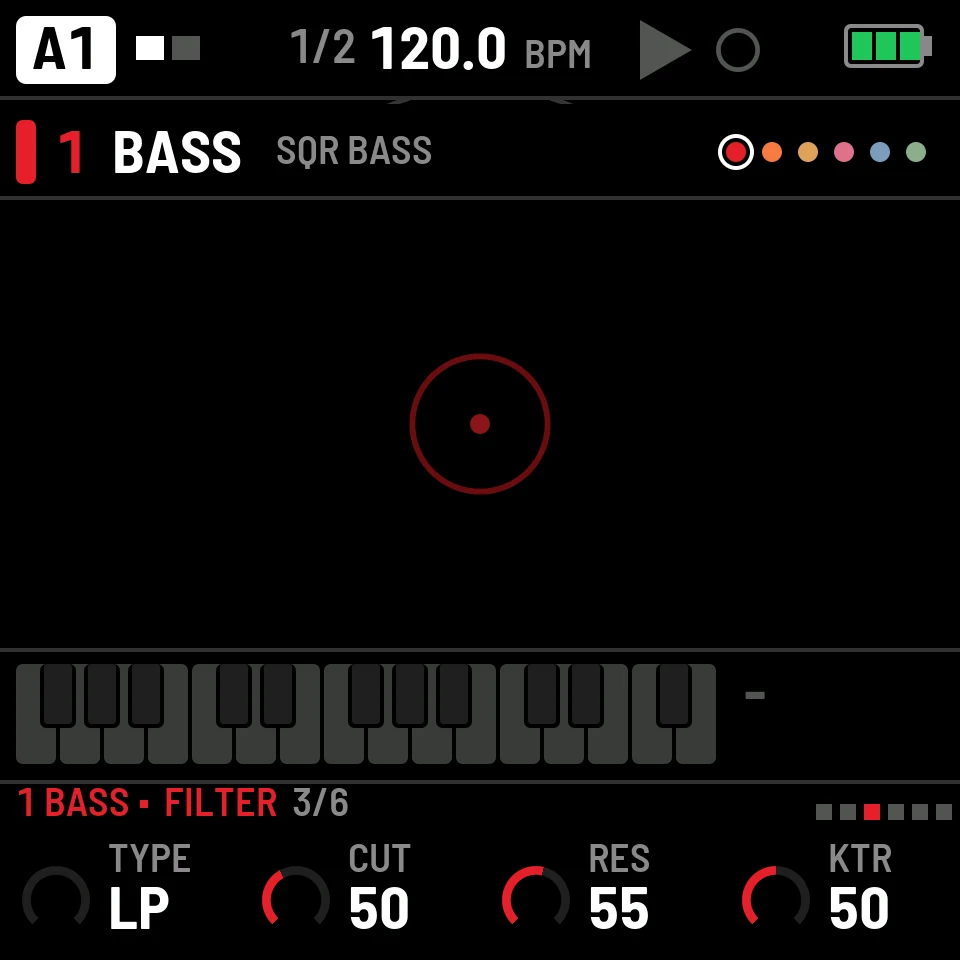 A1 1/2 120.0 BPM
1 BASS SQR BASS
-
1 BASS · FILTER 3/6
TYPE CUT RES KTR
LP 50 55 50